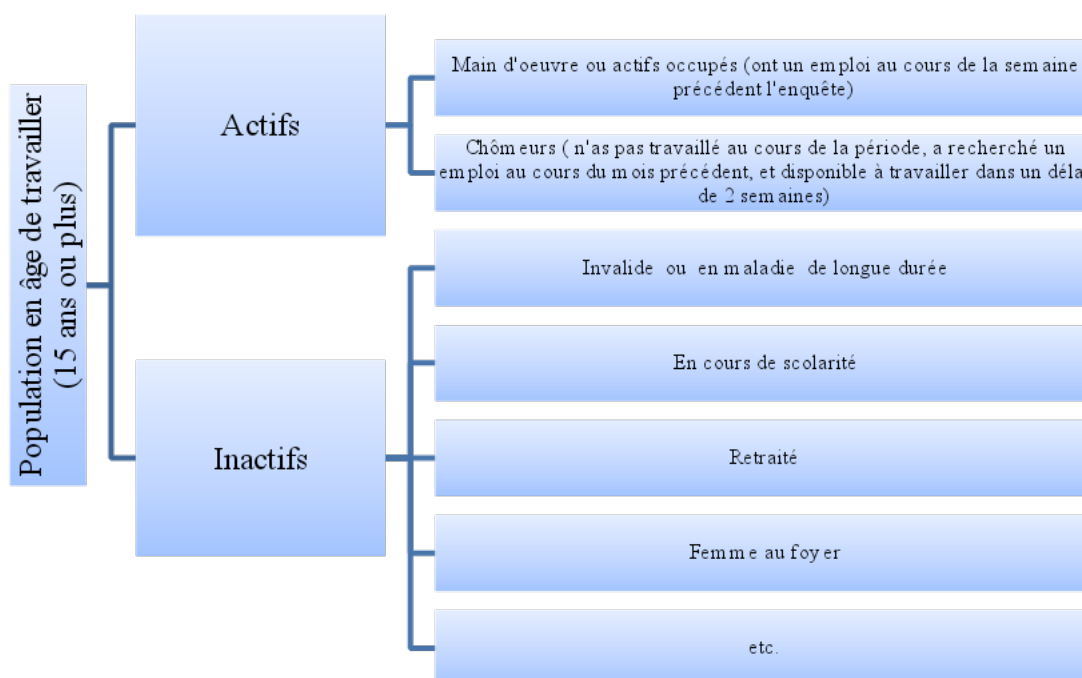 Population en âge de travailler
(15 ans ou plus)
Actifs
Main d'oeuvre ou actifs occupés (ont un emploi au cours de la semaine
précédent l'enquête)
Chômeurs ( n'as pas travaillé au cours de la période, a recherché un
emploi au cours du mois précédent, et disponible à travailler dans un déla
de 2 semaines)
Inactifs
Invalide ou en maladie de longue durée
En cours de scolarité
Retraité
Femme au foyer
etc.